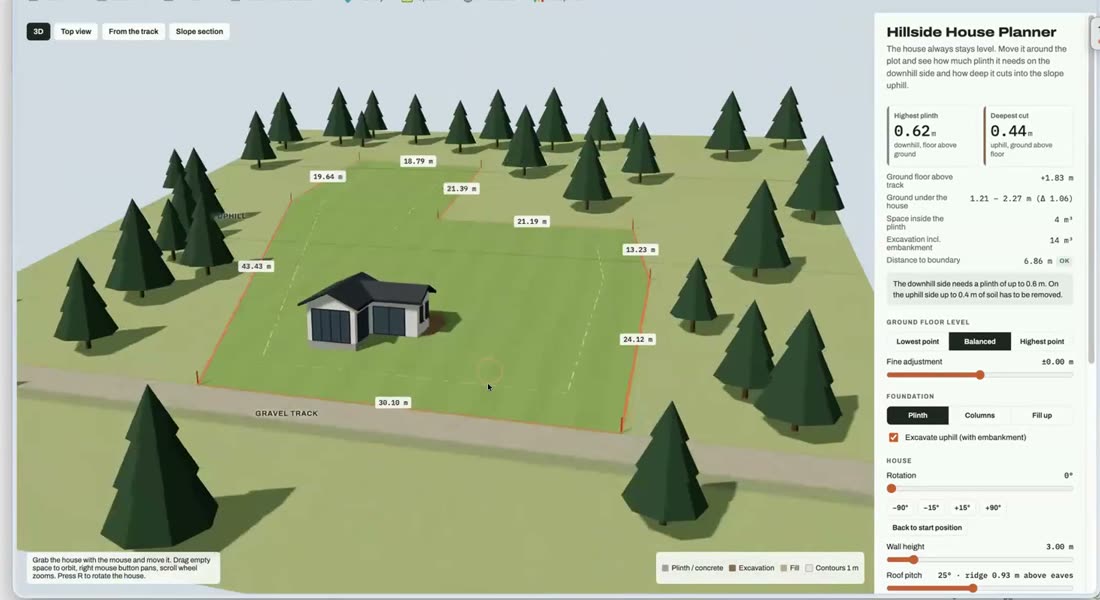 3D
Top view
From the track
Slope section
18.79 m
19.64 m
21.39 m
UPHILL
21.19 m
13.23 m
43.43 m
24.12 m
30.10 m
GRAVEL TRACK
Grab the house with the mouse and move it. Drag empty
space to orbit, right mouse button pans, scroll wheel
zooms. Press R to rotate the house.
Plinth / concrete
Excavation
Fill
Contours 1 m
Hillside House Planner
The house always stays level. Move it around the
plot and see how much plinth it needs on the
downhill side and how deep it cuts into the slope
uphill.
Highest plinth
0.62 m
downhill, floor above
ground
Deepest cut
0.44 m
uphill, ground above
floor
Ground floor above
track
+1.83 m
Ground under the
house
1.21 – 2.27 m (Δ 1.06)
Space inside the
plinth
4 m³
Excavation incl.
embankment
14 m³
Distance to boundary
6.86 m OK
The downhill side needs a plinth of up to 0.6 m. On
the uphill side up to 0.4 m of soil has to be removed.
GROUND FLOOR LEVEL
Lowest point
Balanced
Highest point
Fine adjustment
±0.00 m
FOUNDATION
Plinth
Columns
Fill up
Excavate uphill (with embankment)
HOUSE
Rotation
0°
−90°
−15°
+15°
+90°
Back to start position
Wall height
3.00 m
Roof pitch
25° · ridge 0.93 m above eaves